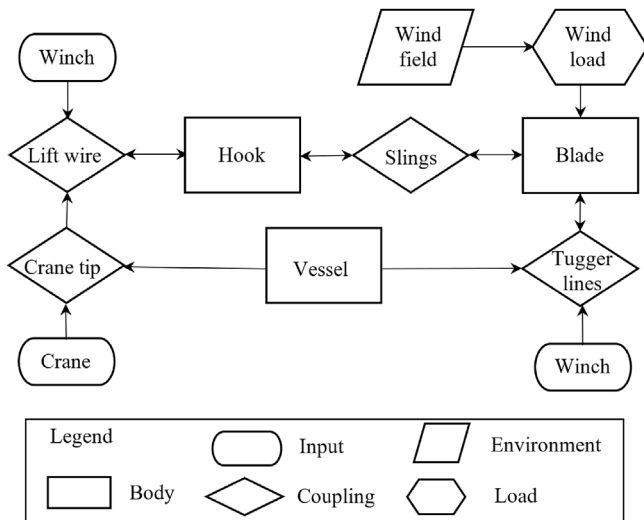 Winch
Wind
field
Wind
load
Lift wire
Hook
Slings
Blade
Crane tip
Vessel
Tugger
lines
Crane
Winch
Legend
Input
Environment
Body
Coupling
Load